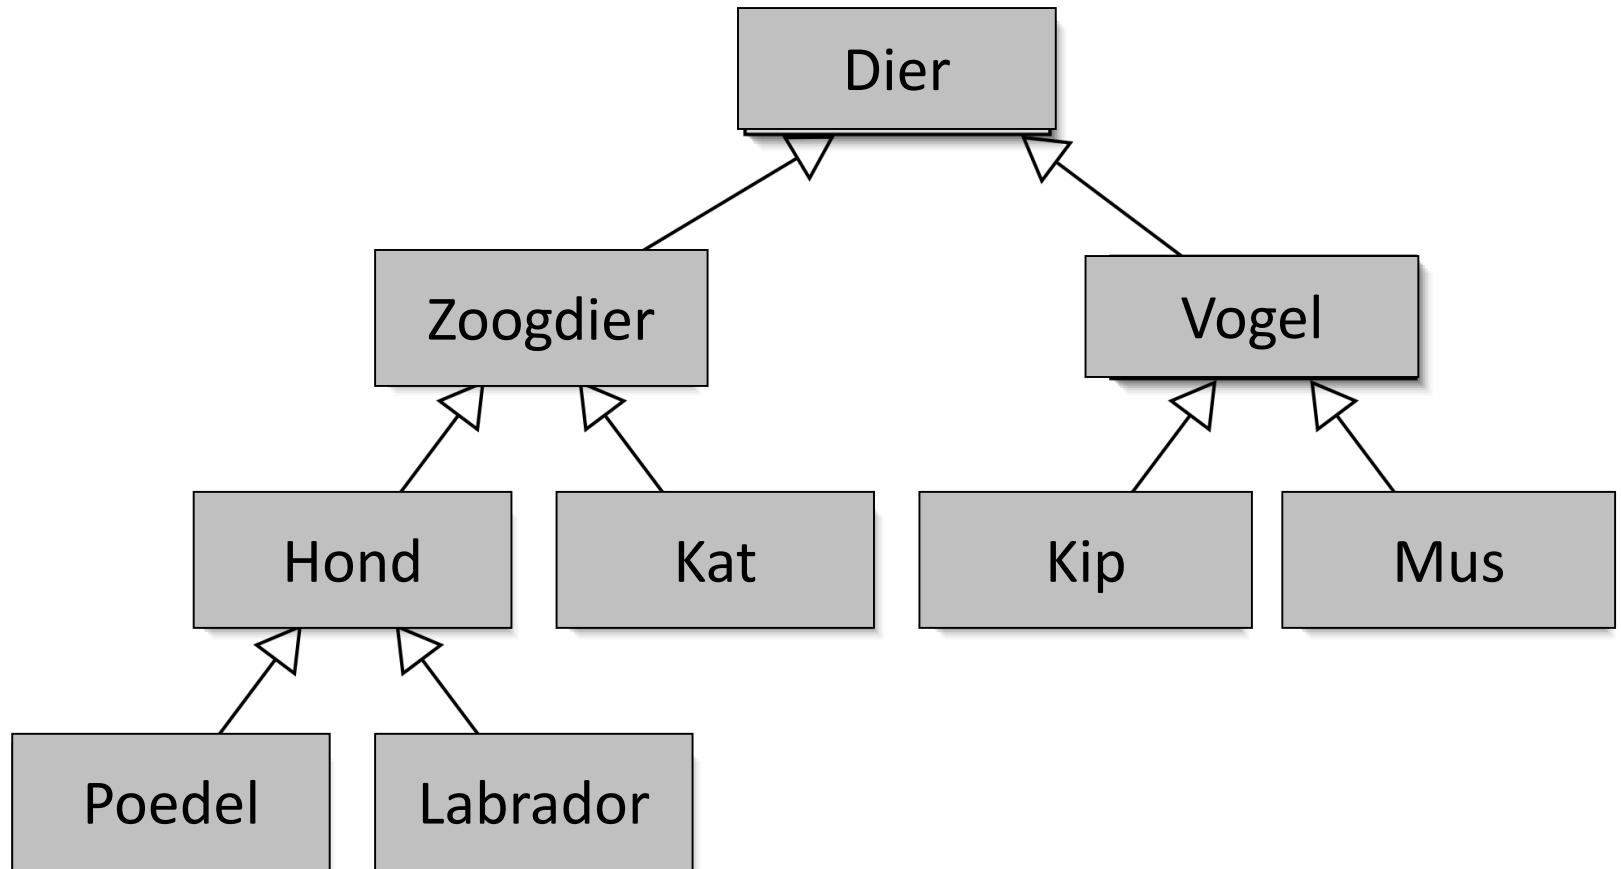 Dier
Zoogdier
Vogel
Hond
Kat
Kip
Mus
Poedel
Labrador